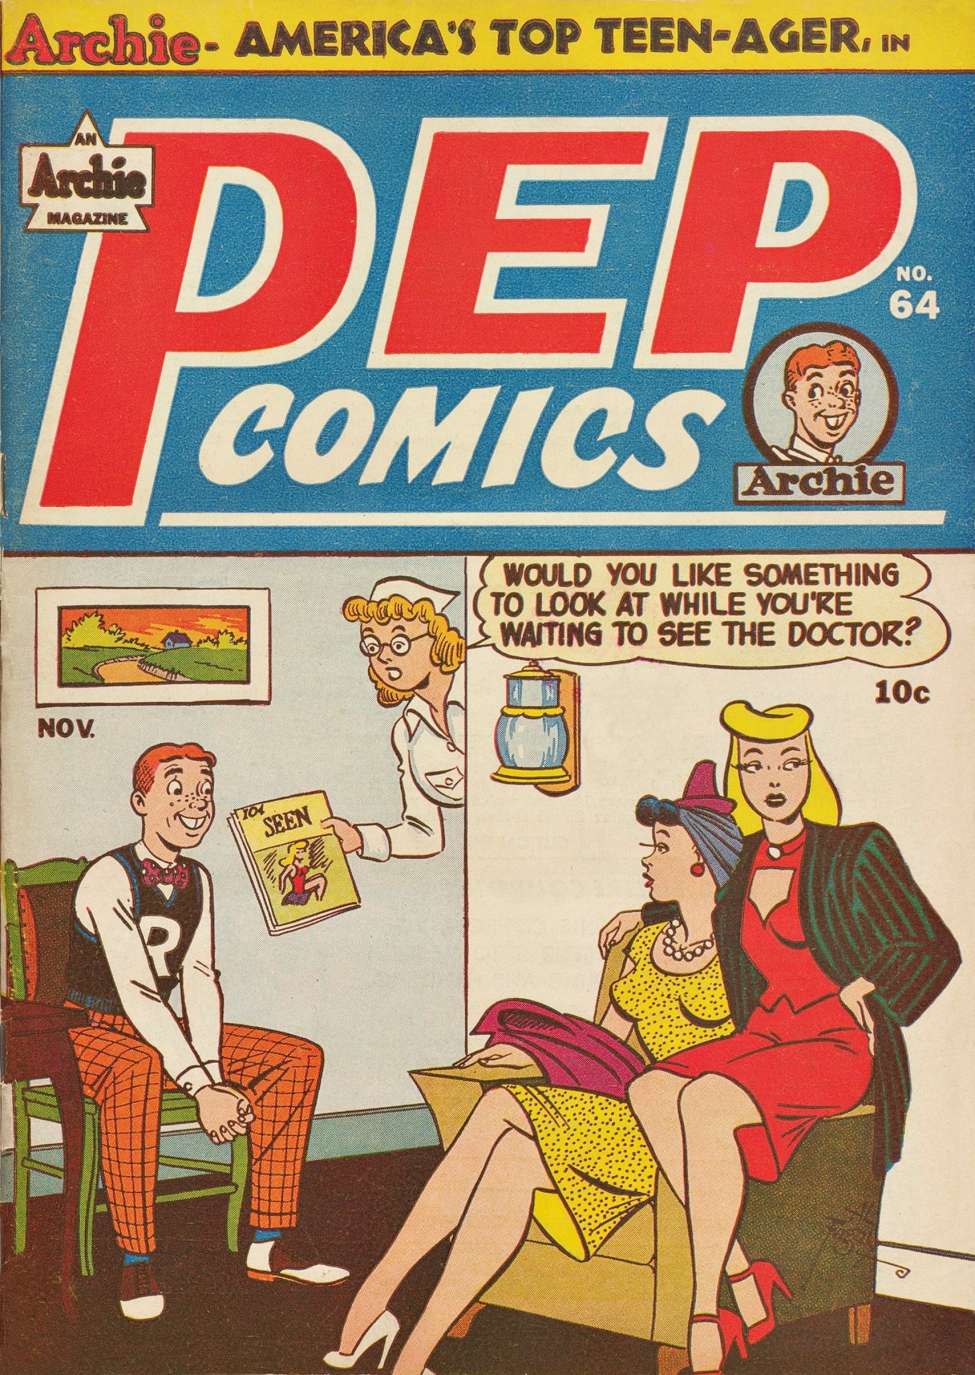 Archie- AMERICA'S TOP TEEN-AGER, IN
AN
Archie
MAGAZINE
PEP
COMICS
NO.
64
Archie
WOULD YOU LIKE SOMETHING
TO LOOK AT WHILE YOU'RE
WAITING TO SEE THE DOCTOR?
10c
NOV.
10¢
SEEN
R